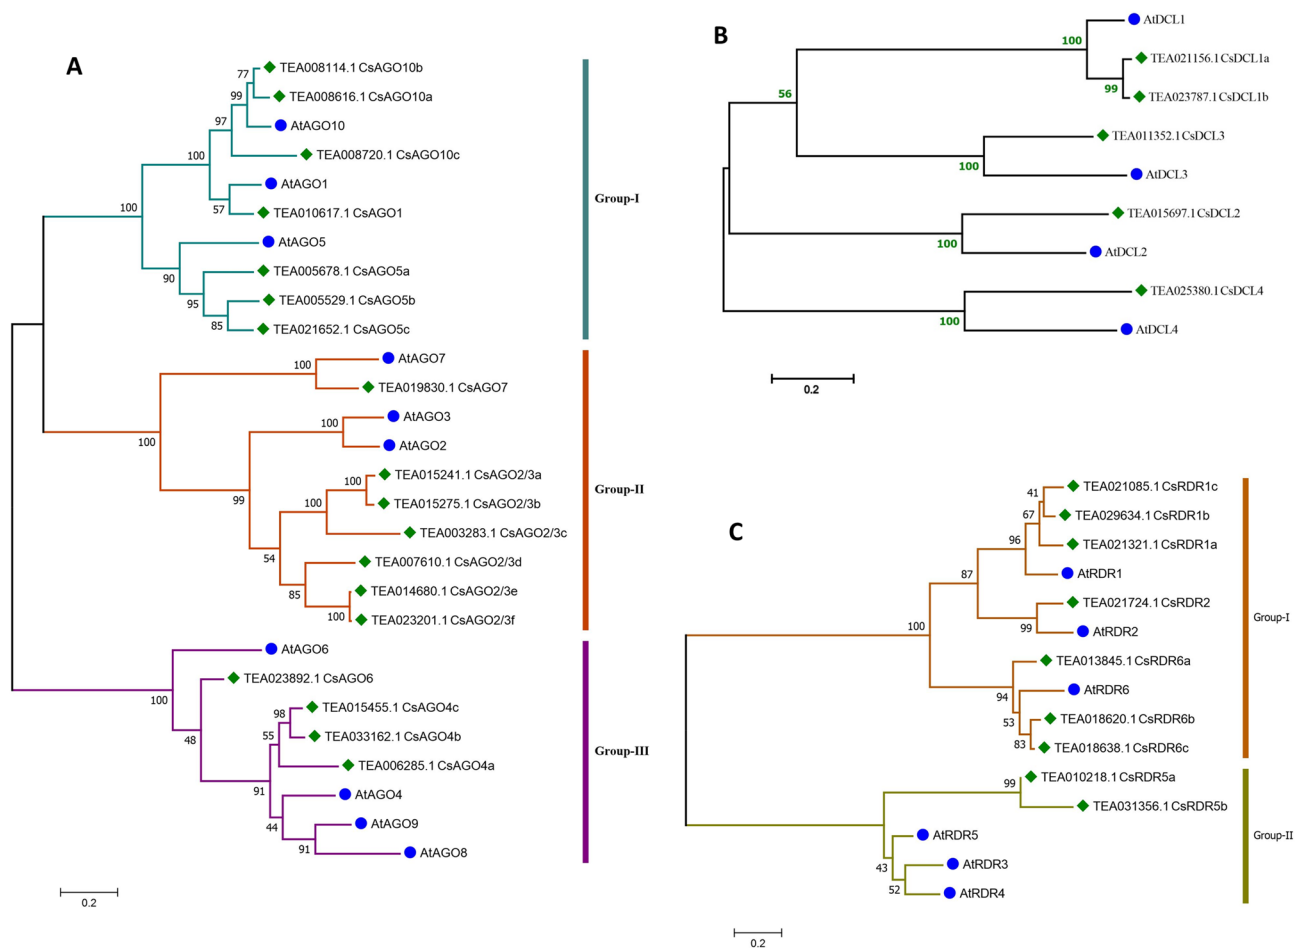 A
77
TEA008114.1 CsAGO10b
99
TEA008616.1 CsAGO10a
97
AtAGO10
100
TEA008720.1 CsAGO10c
AtAGO1
100
57
TEA010617.1 CsAGO1
Group-I
AtAGO5
90
TEA005678.1 CsAGO5a
95
TEA005529.1 CsAGO5b
85
TEA021652.1 CsAGO5c
100
AtAGO7
TEA019830.1 CsAGO7
100
100
AtAGO3
AtAGO2
99
100
TEA015241.1 CsAGO2/3a
100
TEA015275.1 CsAGO2/3b
Group-II
TEA003283.1 CsAGO2/3c
54
TEA007610.1 CsAGO2/3d
85
TEA014680.1 CsAGO2/3e
100
TEA023201.1 CsAGO2/3f
AtAGO6
100
TEA023892.1 CsAGO6
48
98
TEA015455.1 CsAGO4c
55
TEA033162.1 CsAGO4b
Group-III
TEA006285.1 CsAGO4a
91
AtAGO4
44
AtAGO9
91
AtAGO8
0.2
B
AtDCL1
100
TEA021156.1 CsDCL1a
99
TEA023787.1 CsDCL1b
56
TEA011352.1 CsDCL3
100
AtDCL3
TEA015697.1 CsDCL2
100
AtDCL2
TEA025380.1 CsDCL4
100
AtDCL4
0.2
C
41
TEA021085.1 CsRDR1c
67
TEA029634.1 CsRDR1b
96
TEA021321.1 CsRDR1a
87
AtRDR1
TEA021724.1 CsRDR2
100
99
AtRDR2
Group-I
TEA013845.1 CsRDR6a
94
AtRDR6
53
TEA018620.1 CsRDR6b
83
TEA018638.1 CsRDR6c
99
TEA010218.1 CsRDR5a
TEA031356.1 CsRDR5b
AtRDR5
Group-II
43
AtRDR3
52
AtRDR4
0.2